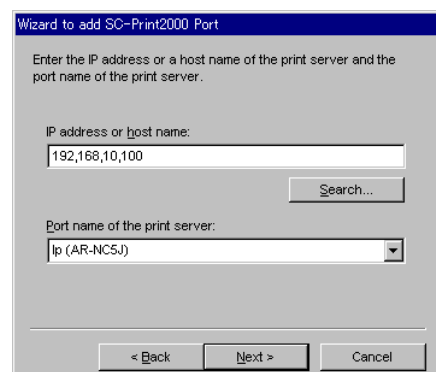 Wizard to add SC-Print2000 Port
Enter the IP address or a host name of the print server and the
port name of the print server.
IP address or host name:
192,168,10,100
Search...
Port name of the print server:
lp (AR-NC5J)
< Back
Next >
Cancel